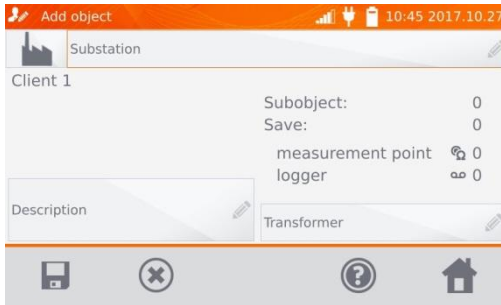 Add object
10:45 2017.10.27
Substation
Client 1
Subobject: 0
Save: 0
measurement point 0
logger 0
Description
Transformer